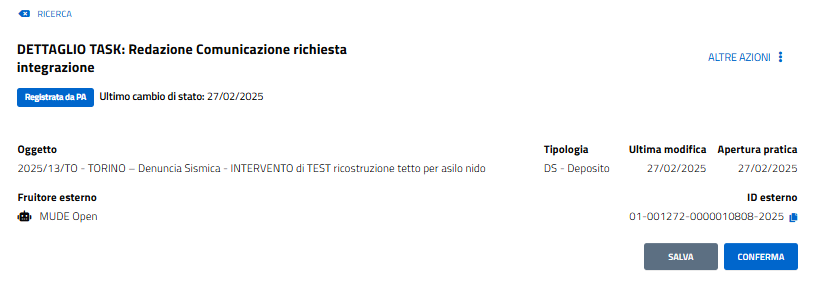 RICERCA
DETTAGLIO TASK: Redazione Comunicazione richiesta
integrazione
ALTRE AZIONI
Registrata da PA Ultimo cambio di stato: 27/02/2025
Oggetto Tipologia Ultima modifica Apertura pratica
2025/13/TO - TORINO – Denuncia Sismica - INTERVENTO di TEST ricostruzione tetto per asilo nido DS - Deposito 27/02/2025 27/02/2025
Fruitore esterno ID esterno
MUDE Open 01-001272-0000010808-2025
SALVA CONFERMA